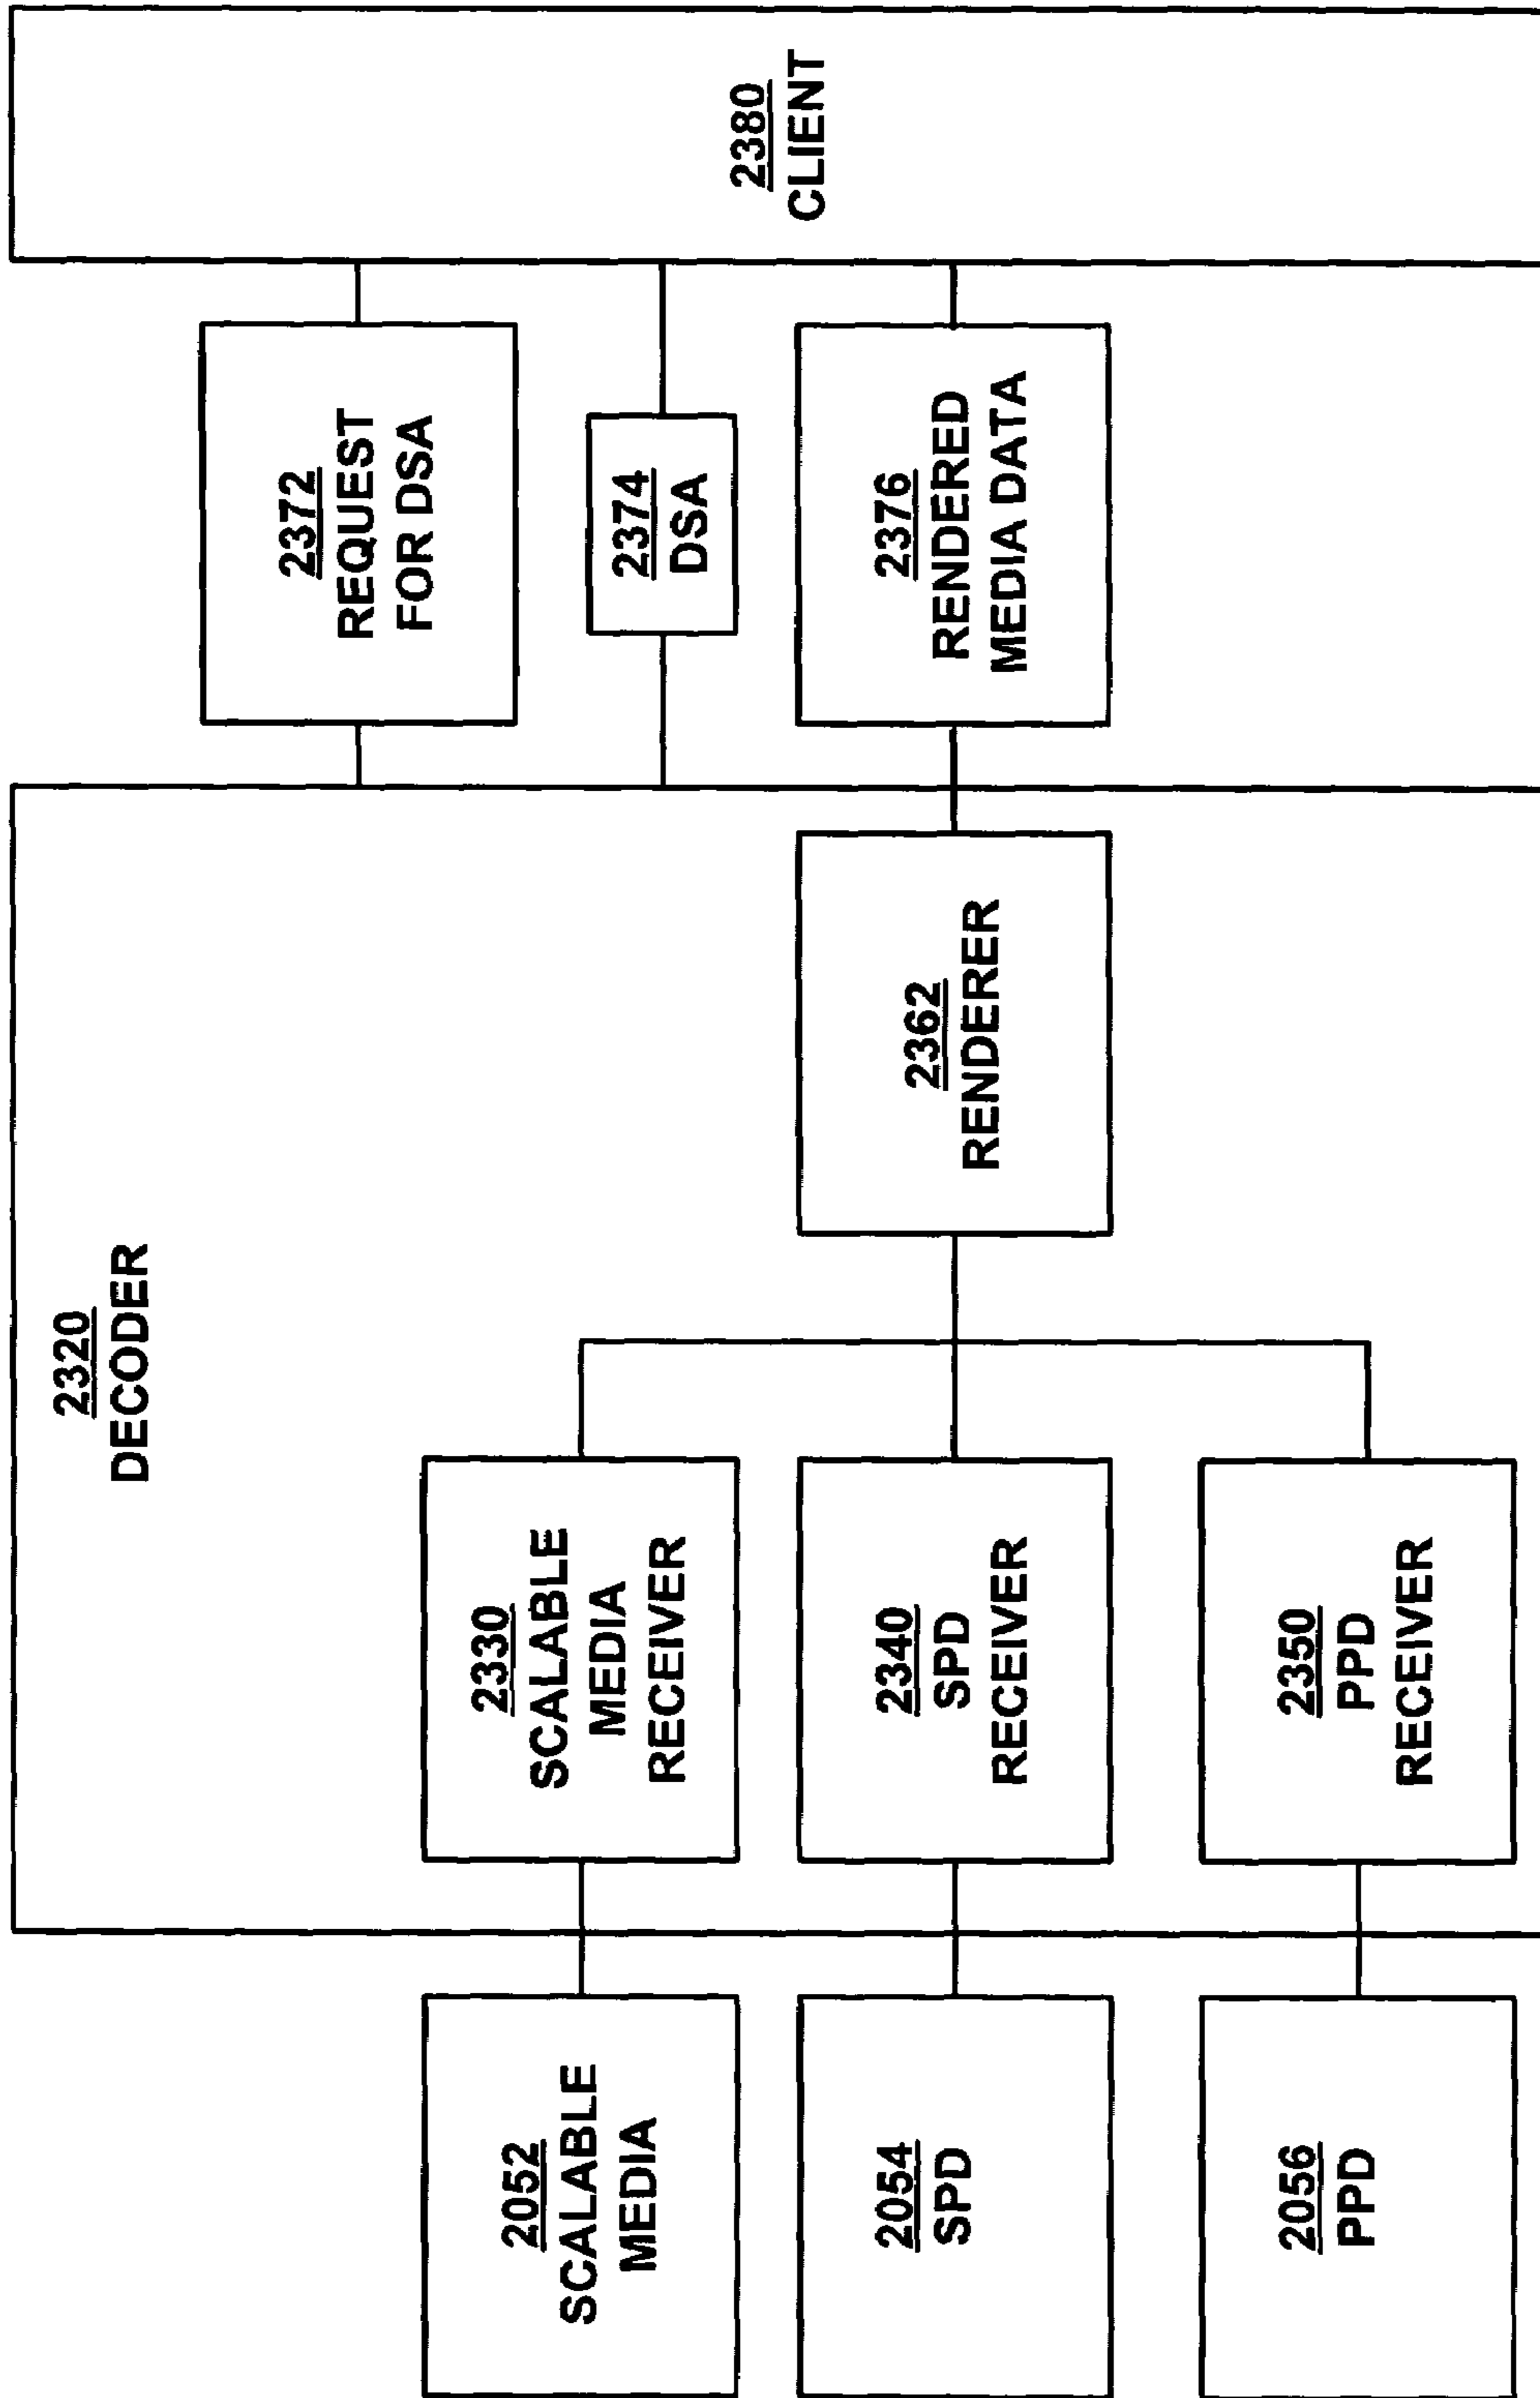 2320
DECODER
2372
REQUEST
FOR DSA
2380
CLIENT
2052
SCALABLE
MEDIA
2330
SCALABLE
MEDIA
RECEIVER
2374
DSA
2054
SPD
2340
SPD
RECEIVER
2362
RENDERER
2376
RENDERED
MEDIA DATA
2056
PPD
2350
PPD
RECEIVER